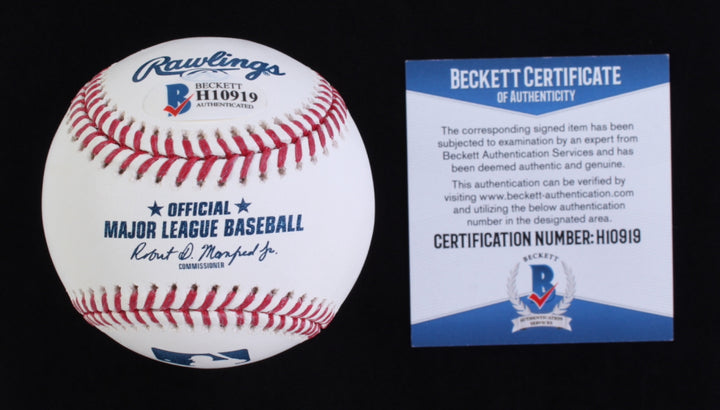 Rawlings
BECKETT
B
H10919
AUTHENTICATED
OFFICIAL
MAJOR LEAGUE BASEBALL
Robert D. Manfred Jr.
COMMISSIONER
BECKETT CERTIFICATE
OF AUTHENTICITY
The corresponding signed item has been
subjected to examination by an expert from
Beckett Authentication Services and has
been deemed authentic and genuine.
This authentication can be verified by
visiting www.beckett-authentication.com
and utilizing the below authentication
number in the designated area.
CERTIFICATION NUMBER: H10919
BECKETT
B
AUTHENTICATION
SERVICES